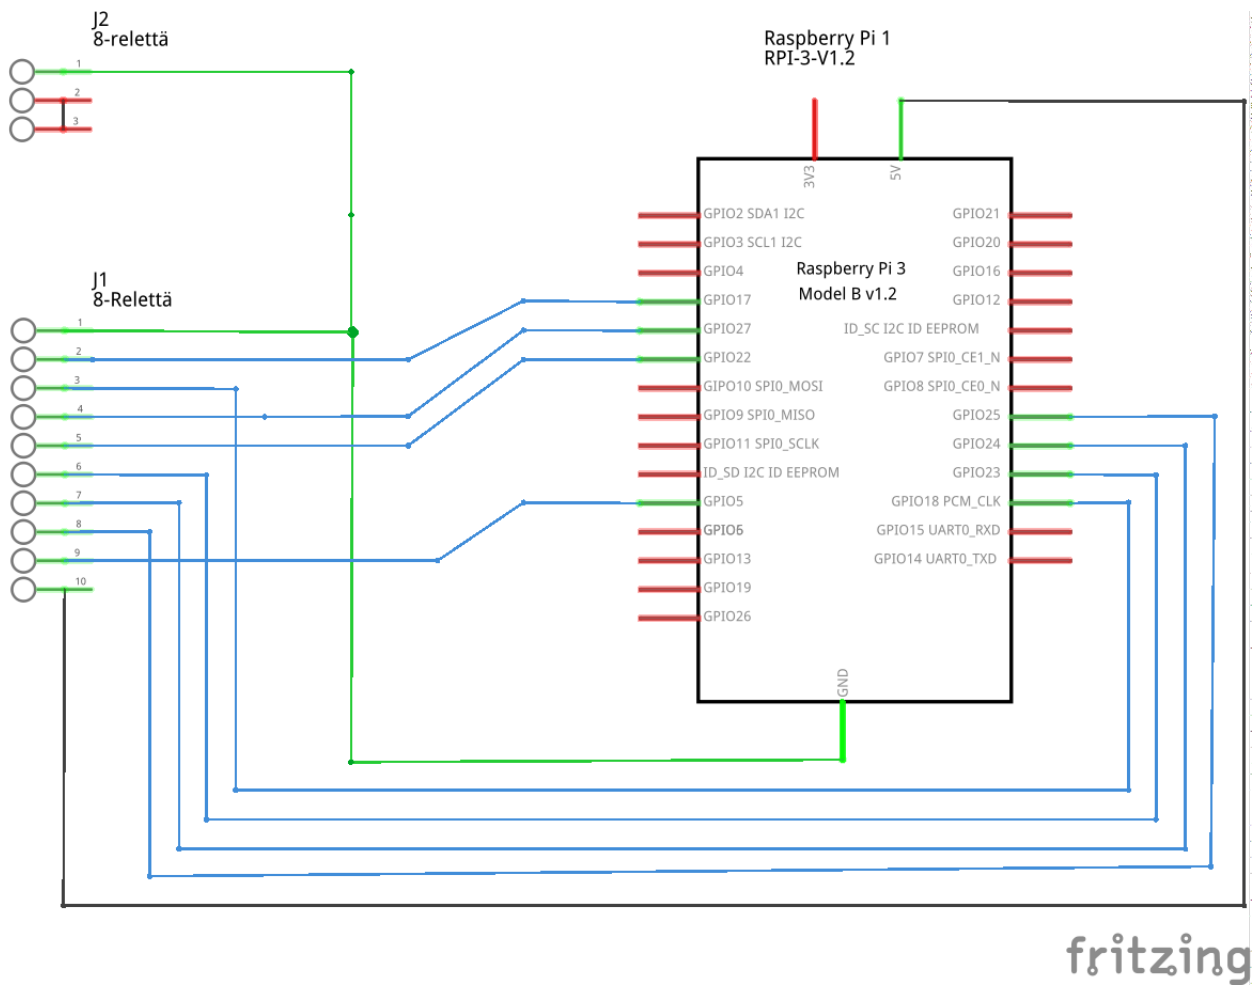 J2
8-relettä
1
2
3
Raspberry Pi 1
RPI-3-V1.2
3V3
5V
GPIO2 SDA1 I2C
GPIO3 SCL1 I2C
GPIO4
GPIO17
GPIO27
GPIO22
GIPO10 SPI0_MOSI
GPIO9 SPI0_MISO
GPIO11 SPI0_SCLK
ID_SD I2C ID EEPROM
GPIO5
GPIO6
GPIO13
GPIO19
GPIO26
Raspberry Pi 3
Model B v1.2
GPIO21
GPIO20
GPIO16
GPIO12
ID_SC I2C ID EEPROM
GPIO7 SPI0_CE1_N
GPIO8 SPI0_CE0_N
GPIO25
GPIO24
GPIO23
GPIO18 PCM_CLK
GPIO15 UART0_RXD
GPIO14 UART0_TXD
GND
J1
8-Relettä
1
2
3
4
5
6
7
8
9
10
fritzing